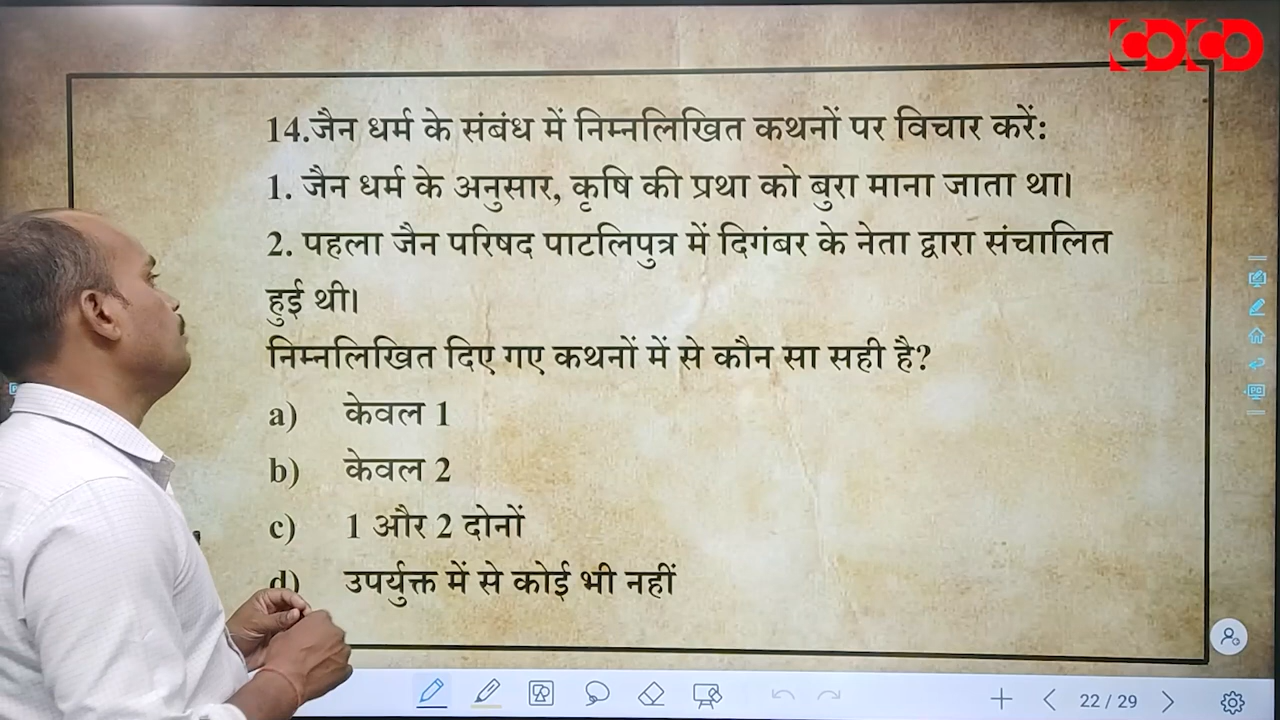 14.जैन धर्म के संबंध में निम्नलिखित कथनों पर विचार करें:
1. जैन धर्म के अनुसार, कृषि की प्रथा को बुरा माना जाता था।
2. पहला जैन परिषद पाटलिपुत्र में दिगंबर के नेता द्वारा संचालित
हुई थी।
निम्नलिखित दिए गए कथनों में से कौन सा सही है?
a) केवल 1
b) केवल 2
c) 1 और 2 दोनों
d) उपर्युक्त में से कोई भी नहीं
22 / 29